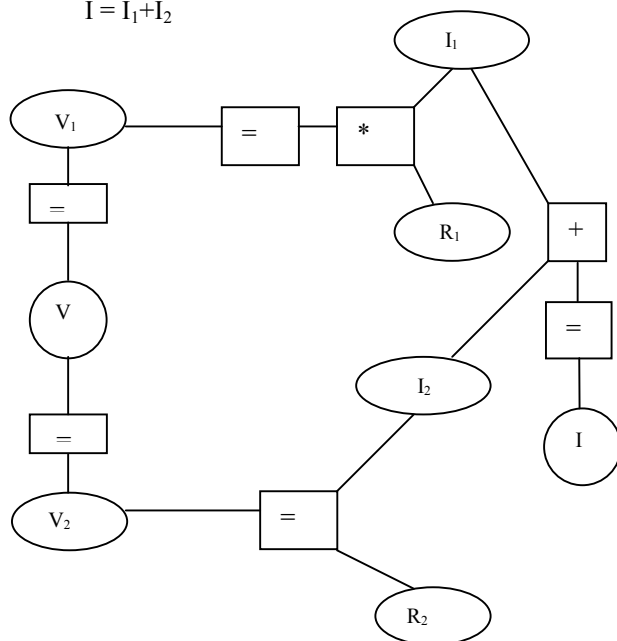 I = I₁+I₂
I₁
V₁ = *
=
R₁ +
V =
I₂
=
I
V₂ =
R₂